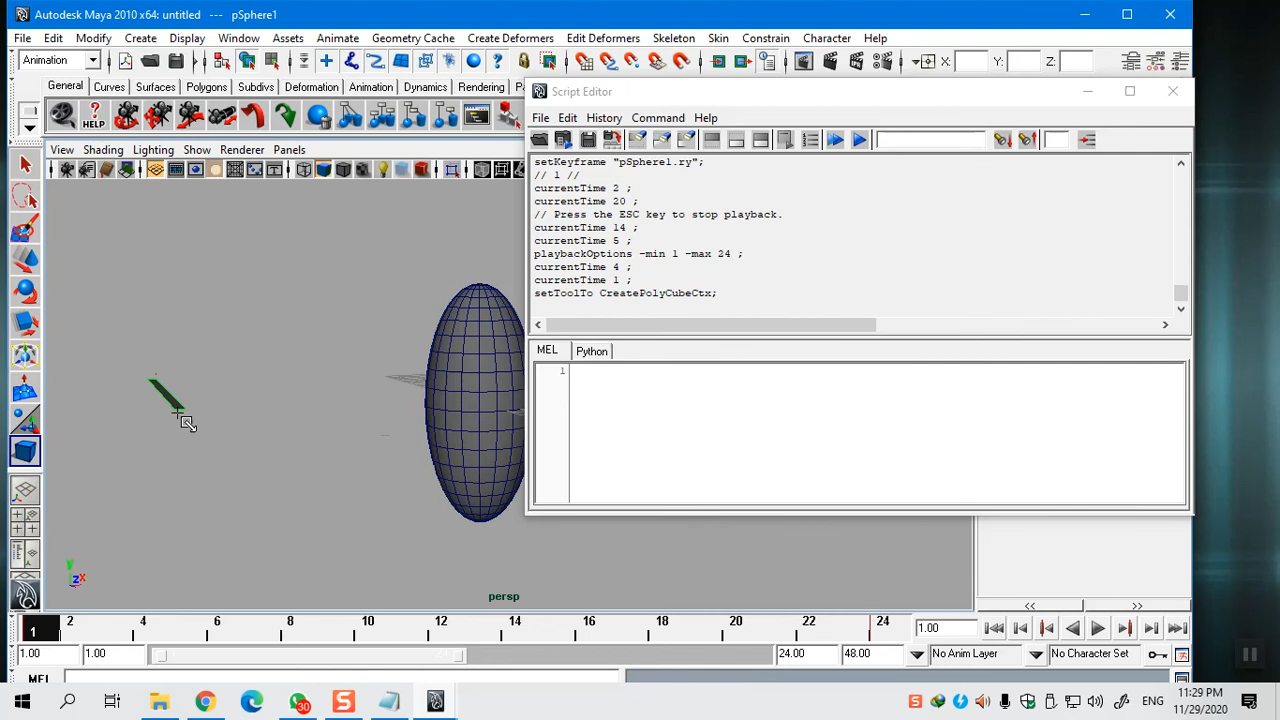 Autodesk Maya 2010 x64: untitled --- pSphere1
File Edit Modify Create Display Window Assets Animate Geometry Cache Create Deformers Edit Deformers Skeleton Skin Constrain Character Help
Animation X: Y: Z:
General Curves Surfaces Polygons Subdivs Deformation Animation Dynamics Rendering
HELP
View Shading Lighting Show Renderer Panels
Script Editor
File Edit History Command Help
setKeyframe "pSphere1.ry";
// 1 //
currentTime 2 ;
currentTime 20 ;
// Press the ESC key to stop playback.
currentTime 14 ;
currentTime 5 ;
playbackOptions -min 1 -max 24 ;
currentTime 4 ;
currentTime 1 ;
setToolTo CreatePolyCubeCtx;
MEL Python
1
persp
1 2 4 6 8 10 12 14 16 18 20 22 24 1.00
1.00 1.00 24.00 48.00 No Anim Layer No Character Set
MEL
30
ENG
11:29 PM
11/29/2020